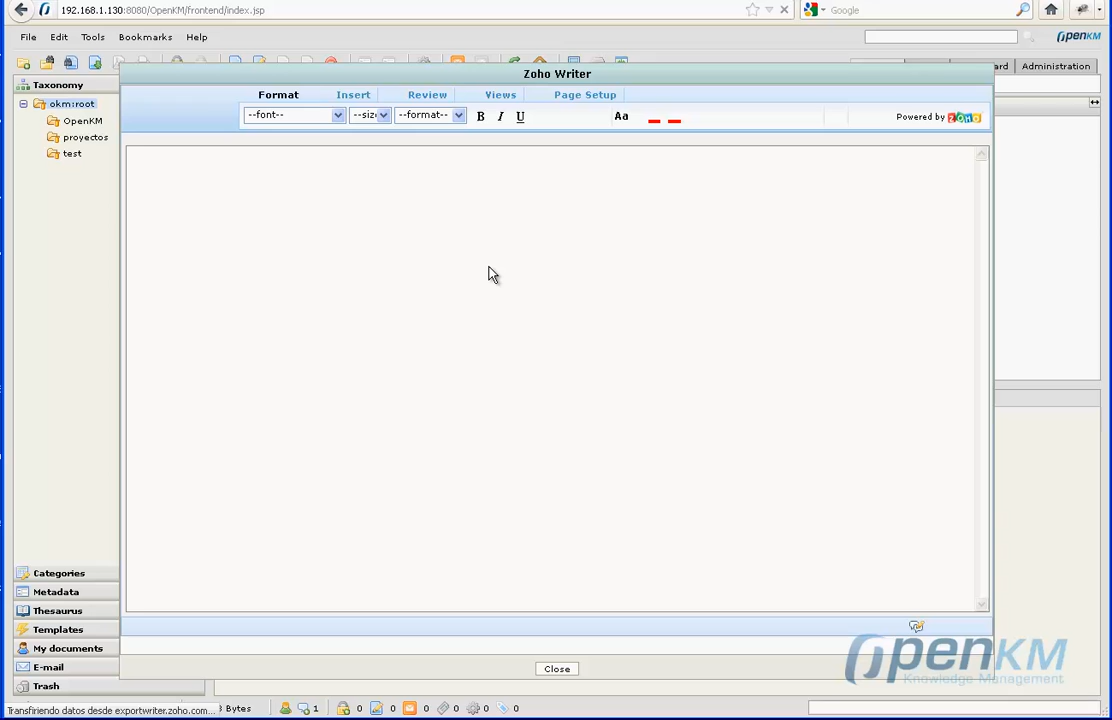 192.168.1.130:8080/OpenKM/frontend/index.jsp
Google
File Edit Tools Bookmarks Help
OpenKM
Zoho Writer
Taxonomy
Administration
Format Insert Review Views Page Setup
okm:root
--font-- --size --format-- B I U Aa Powered by ZOHO
OpenKM
proyectos
test
Categories
Metadata
Thesaurus
Templates
My documents
E-mail
Close
OpenKM
Knowledge Management
Trash
Transfiriendo datos desde exportwriter.zoho.com...
Bytes 1 0 0 0 0 0 0